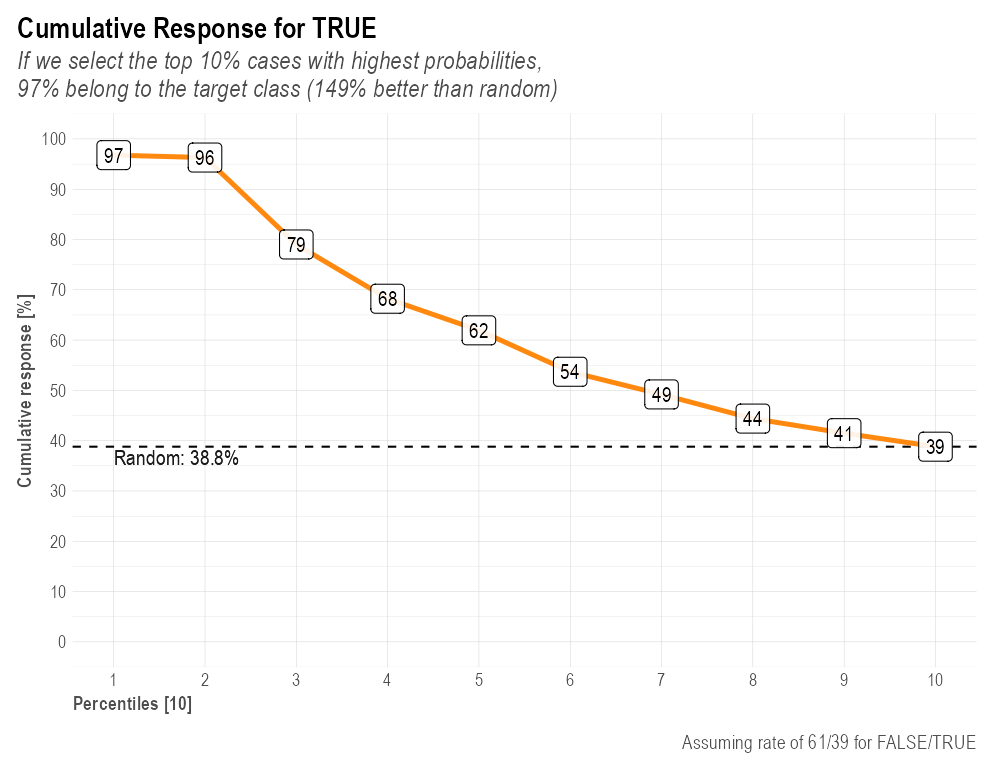 Cumulative Response for TRUE
If we select the top 10% cases with highest probabilities,
97% belong to the target class (149% better than random)
Cumulative response [%]
100
90
80
70
60
50
40
30
20
10
0
97
96
79
68
62
54
49
44
41
39
Random: 38.8%
1 2 3 4 5 6 7 8 9 10
Percentiles [10]
Assuming rate of 61/39 for FALSE/TRUE